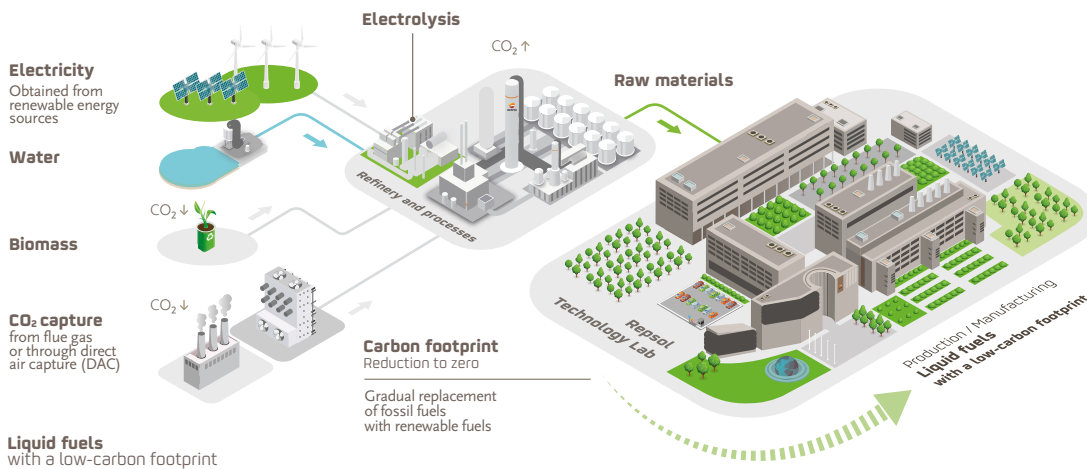 Electrolysis
CO₂ ↑
Electricity
Obtained from
renewable energy
sources
Raw materials
Water
Refinery and processes
CO₂ ↓
Biomass
CO₂ ↓
CO₂ capture
from flue gas
or through direct
air capture (DAC)
Repsol
Technology Lab
Carbon footprint
Reduction to zero
Gradual replacement
of fossil fuels
with renewable fuels
Production / Manufacturing
Liquid fuels
with a low-carbon footprint
Liquid fuels
with a low-carbon footprint